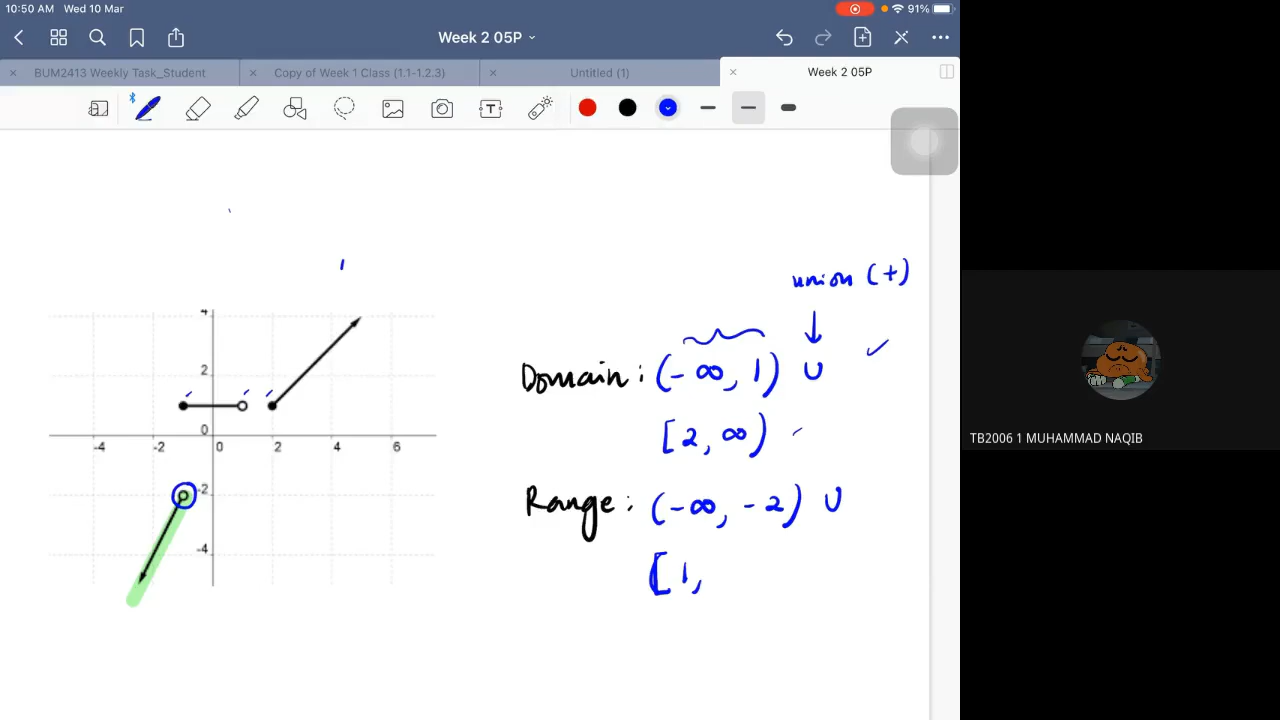 10:50 AM Wed 10 Mar
91%
Week 2 05P
BUM2413 Weekly Task_Student
Copy of Week 1 Class (1.1-1.2.3)
Untitled (1)
Week 2 05P
union (+)
↓
Domain: (-∞, 1) ∪
[2, ∞)
Range: (-∞, -2) ∪
[1,
4
2
0
-4 -2 0 2 4 6
-2
-4
TB2006 1 MUHAMMAD NAQIB